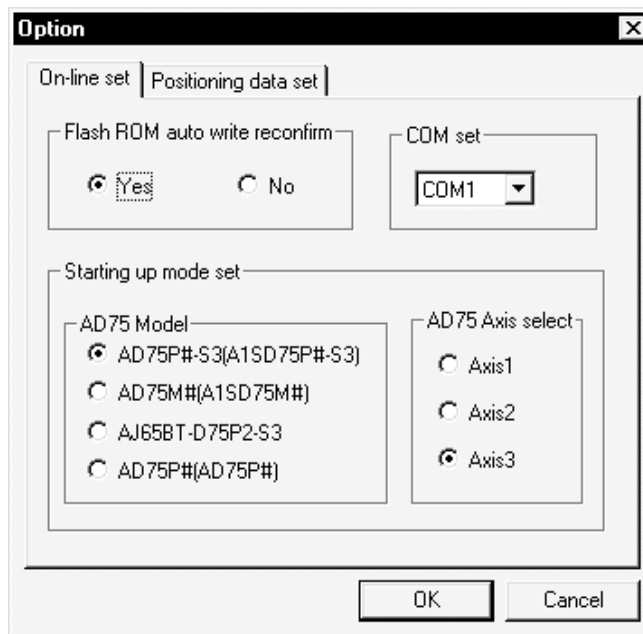 Option
On-line set
Positioning data set
Flash ROM auto write reconfirm
Yes
No
COM set
COM1
Starting up mode set
AD75 Model
AD75P#-S3(A1SD75P#-S3)
AD75M#(A1SD75M#)
AJ65BT-D75P2-S3
AD75P#(AD75P#)
AD75 Axis select
Axis1
Axis2
Axis3
OK
Cancel